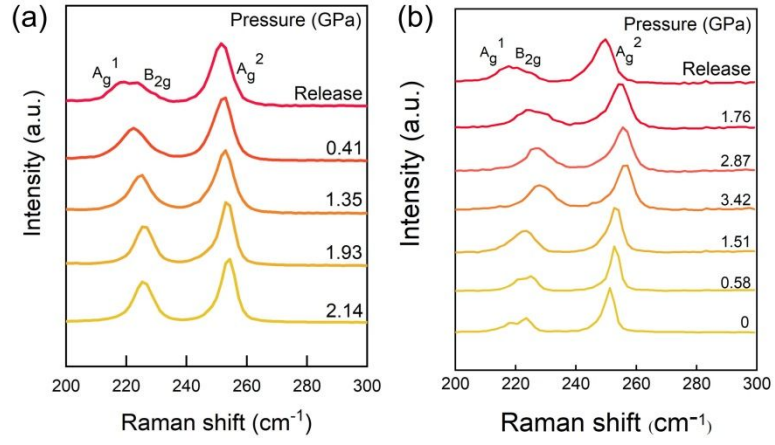 (a)
Pressure (GPa)
Ag1
B2g
Ag2
Release
0.41
1.35
1.93
2.14
Intensity (a.u.)
200 220 240 260 280 300
Raman shift (cm-1)
(b)
Pressure (GPa)
Ag1
B2g
Ag2
Release
1.76
2.87
3.42
1.51
0.58
0
Intensity (a.u.)
200 220 240 260 280 300
Raman shift (cm-1)